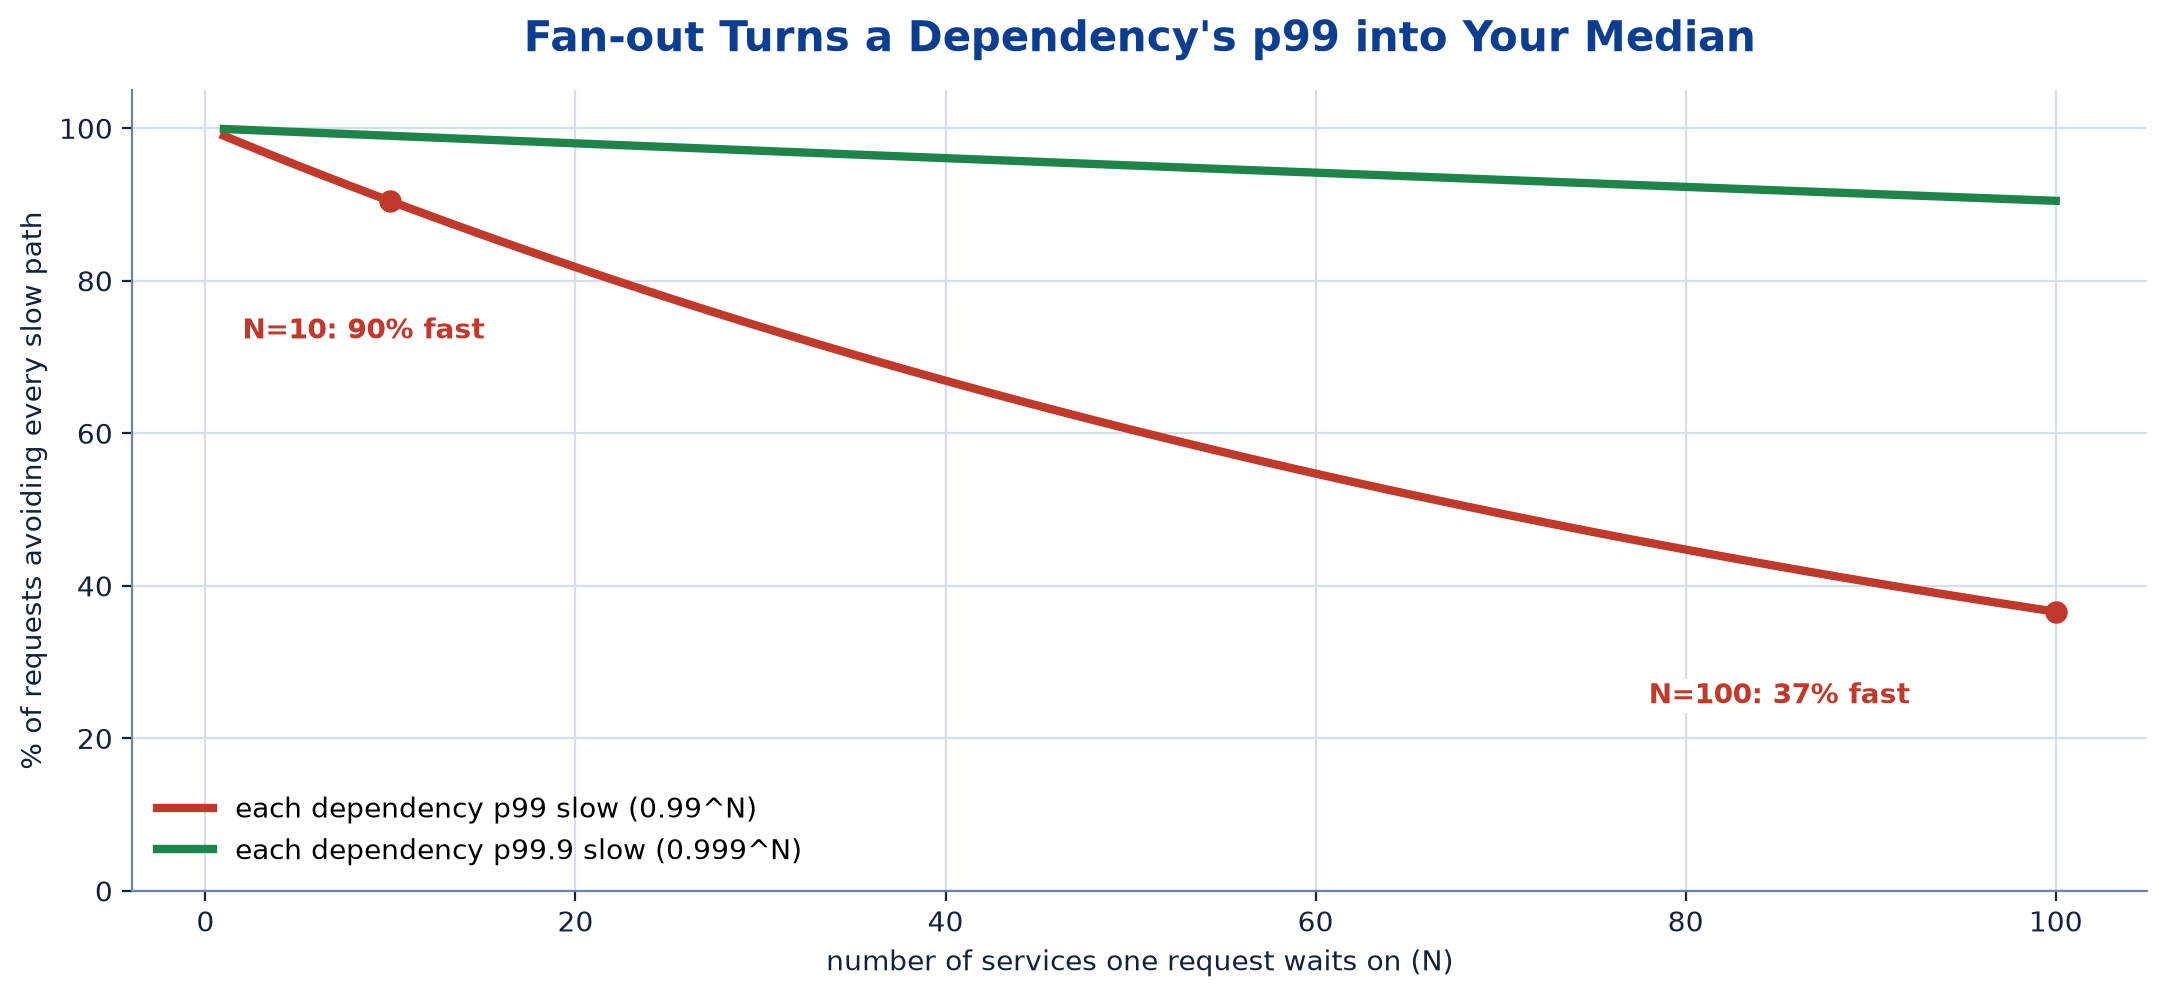 Fan-out Turns a Dependency's p99 into Your Median
% of requests avoiding every slow path
100
80
60
40
20
0
N=10: 90% fast
N=100: 37% fast
each dependency p99 slow (0.99^N)
each dependency p99.9 slow (0.999^N)
0
20
40
60
80
100
number of services one request waits on (N)